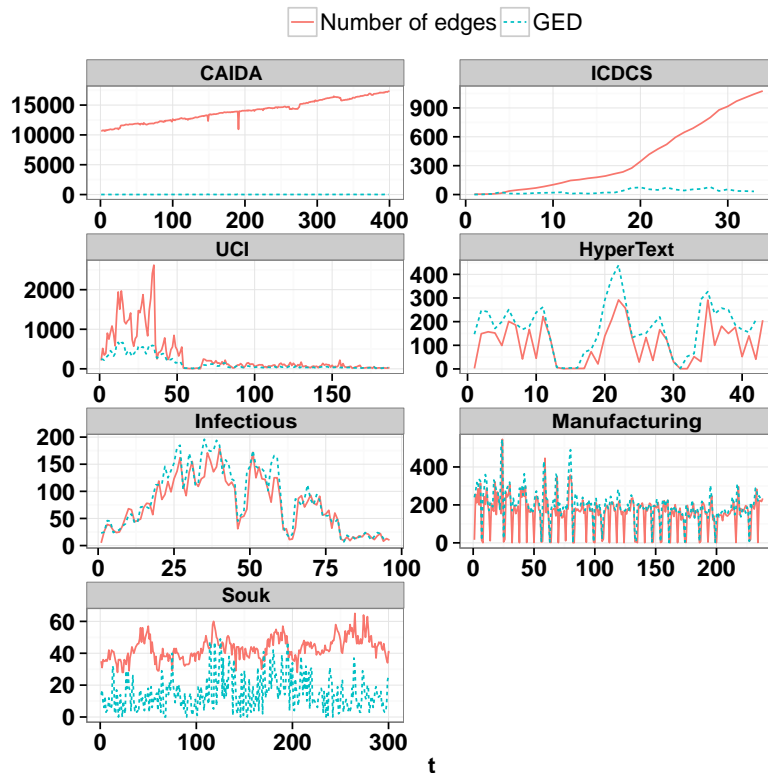 Number of edges GED
CAIDA
15000
10000
5000
0
0 100 200 300 400
ICDCS
900
600
300
0
10 20 30
UCI
2000
1000
0
0 50 100 150
HyperText
400
300
200
100
0
0 10 20 30 40
Infectious
200
150
100
50
0
0 25 50 75 100
Manufacturing
400
200
0
0 50 100 150 200
Souk
60
40
20
0
0 100 200 300
t